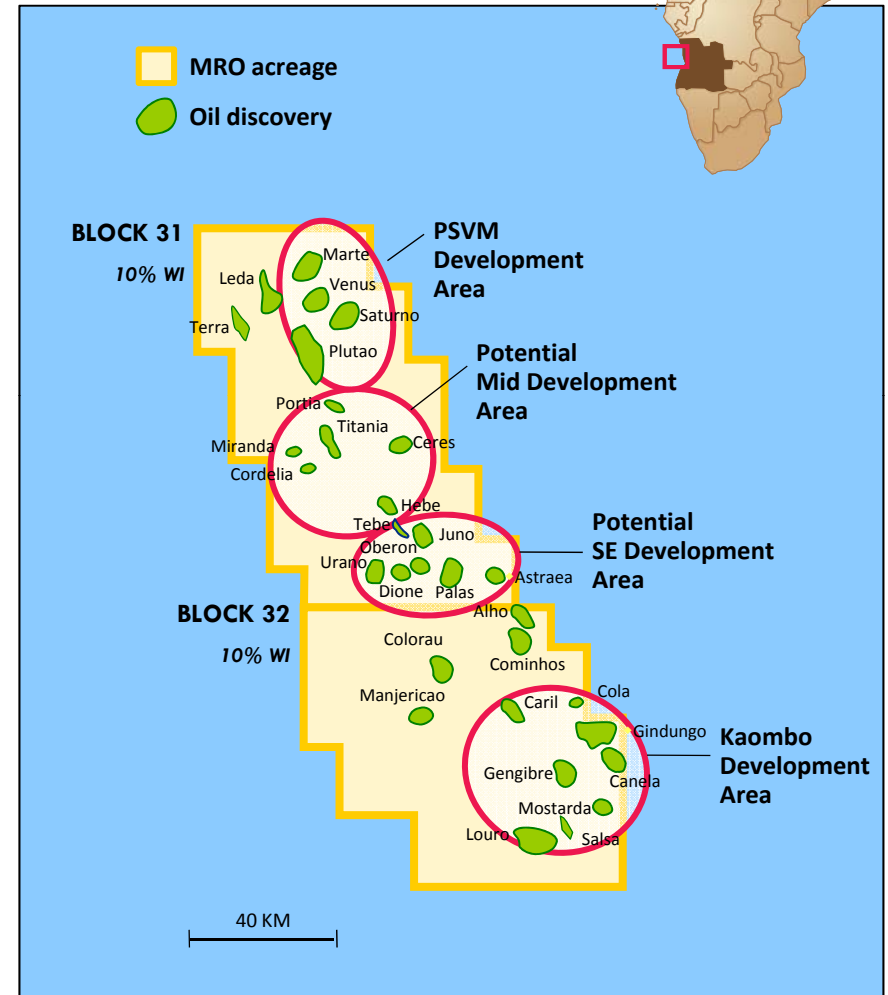 MRO acreage
Oil discovery
BLOCK 31
10% WI
PSVM
Development
Area
Marte
Leda
Venus
Saturno
Terra
Plutao
Potential
Mid Development
Area
Portia
Titania
Miranda
Ceres
Cordelia
Hebe
Tebe
Juno
Oberon
Urano
Dione
Palas
Astraea
Potential
SE Development
Area
BLOCK 32
10% WI
Alho
Colorau
Cominhos
Manjericao
Caril
Cola
Gindungo
Gengibre
Canela
Mostarda
Louro
Salsa
Kaombo
Development
Area
40 KM